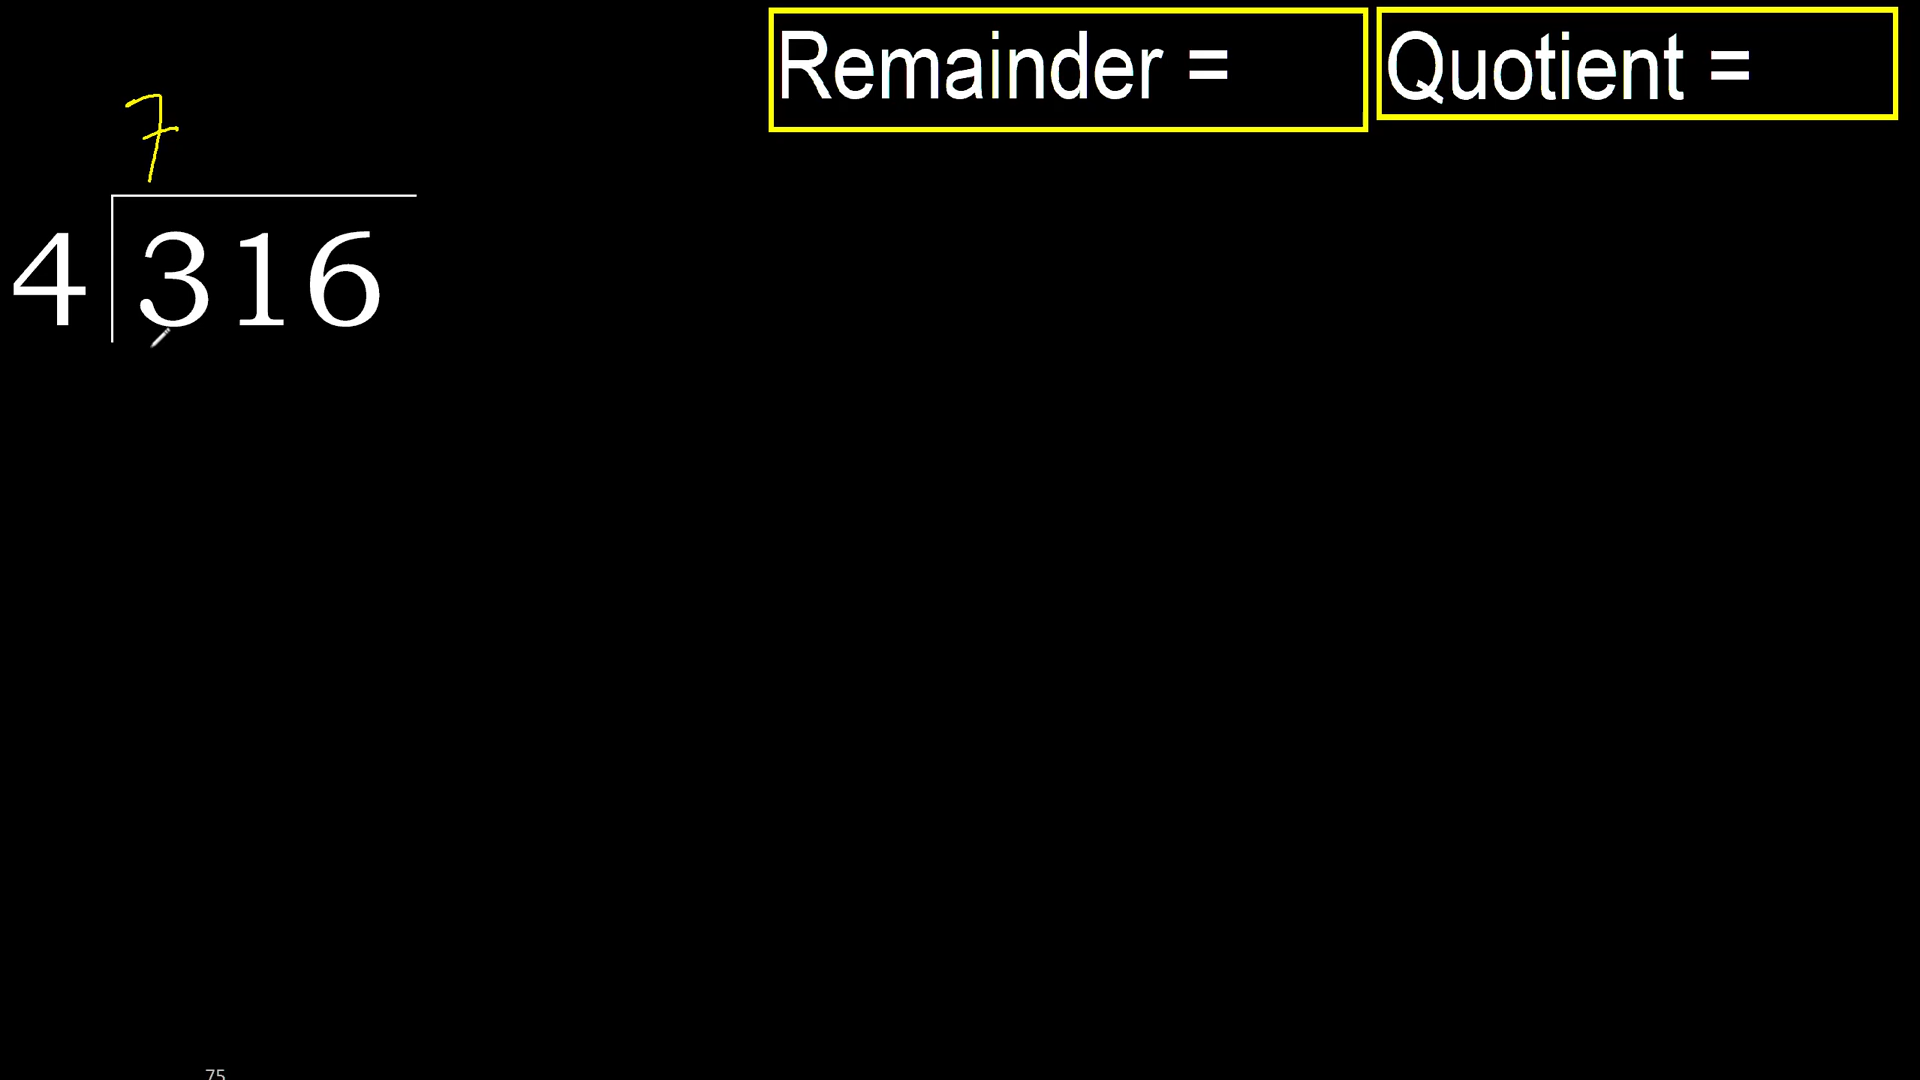 Remainder =
Quotient =
7
4 316
75